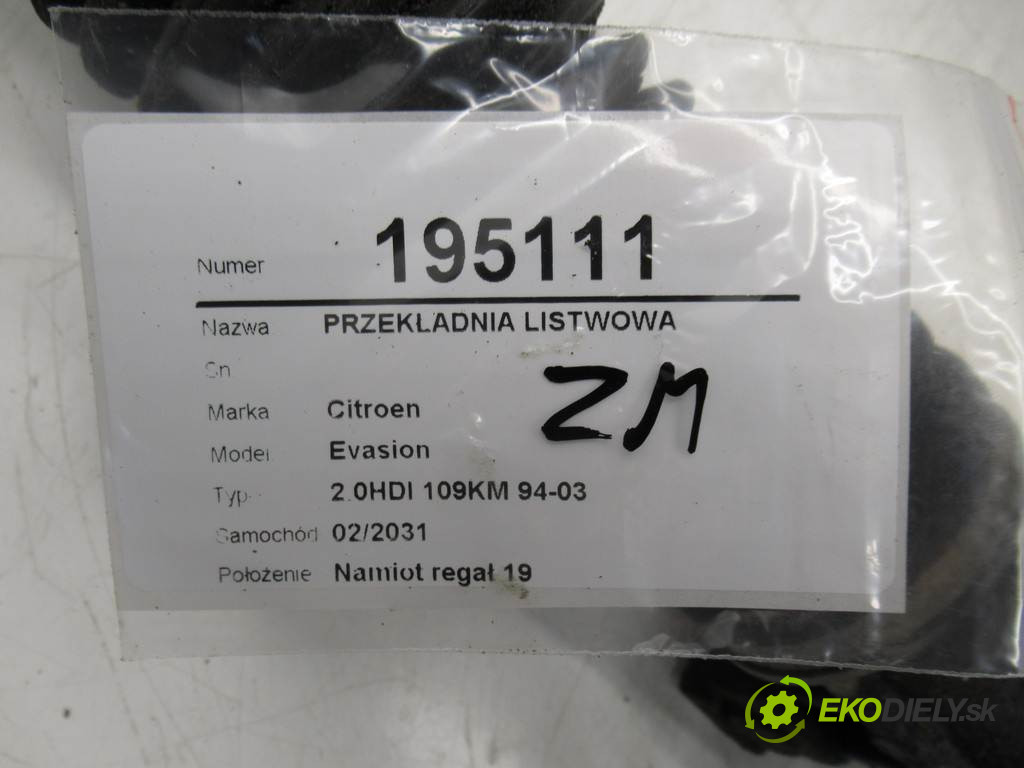 Numer 195111
Nazwa PRZEKŁADNIA LISTWOWA
Sn
Marka Citroen
ZM
Model Evasion
Typ 2.0HDI 109KM 94-03
Samochód 02/2031
Położenie Namiot regał 19
EKODIELY.sk